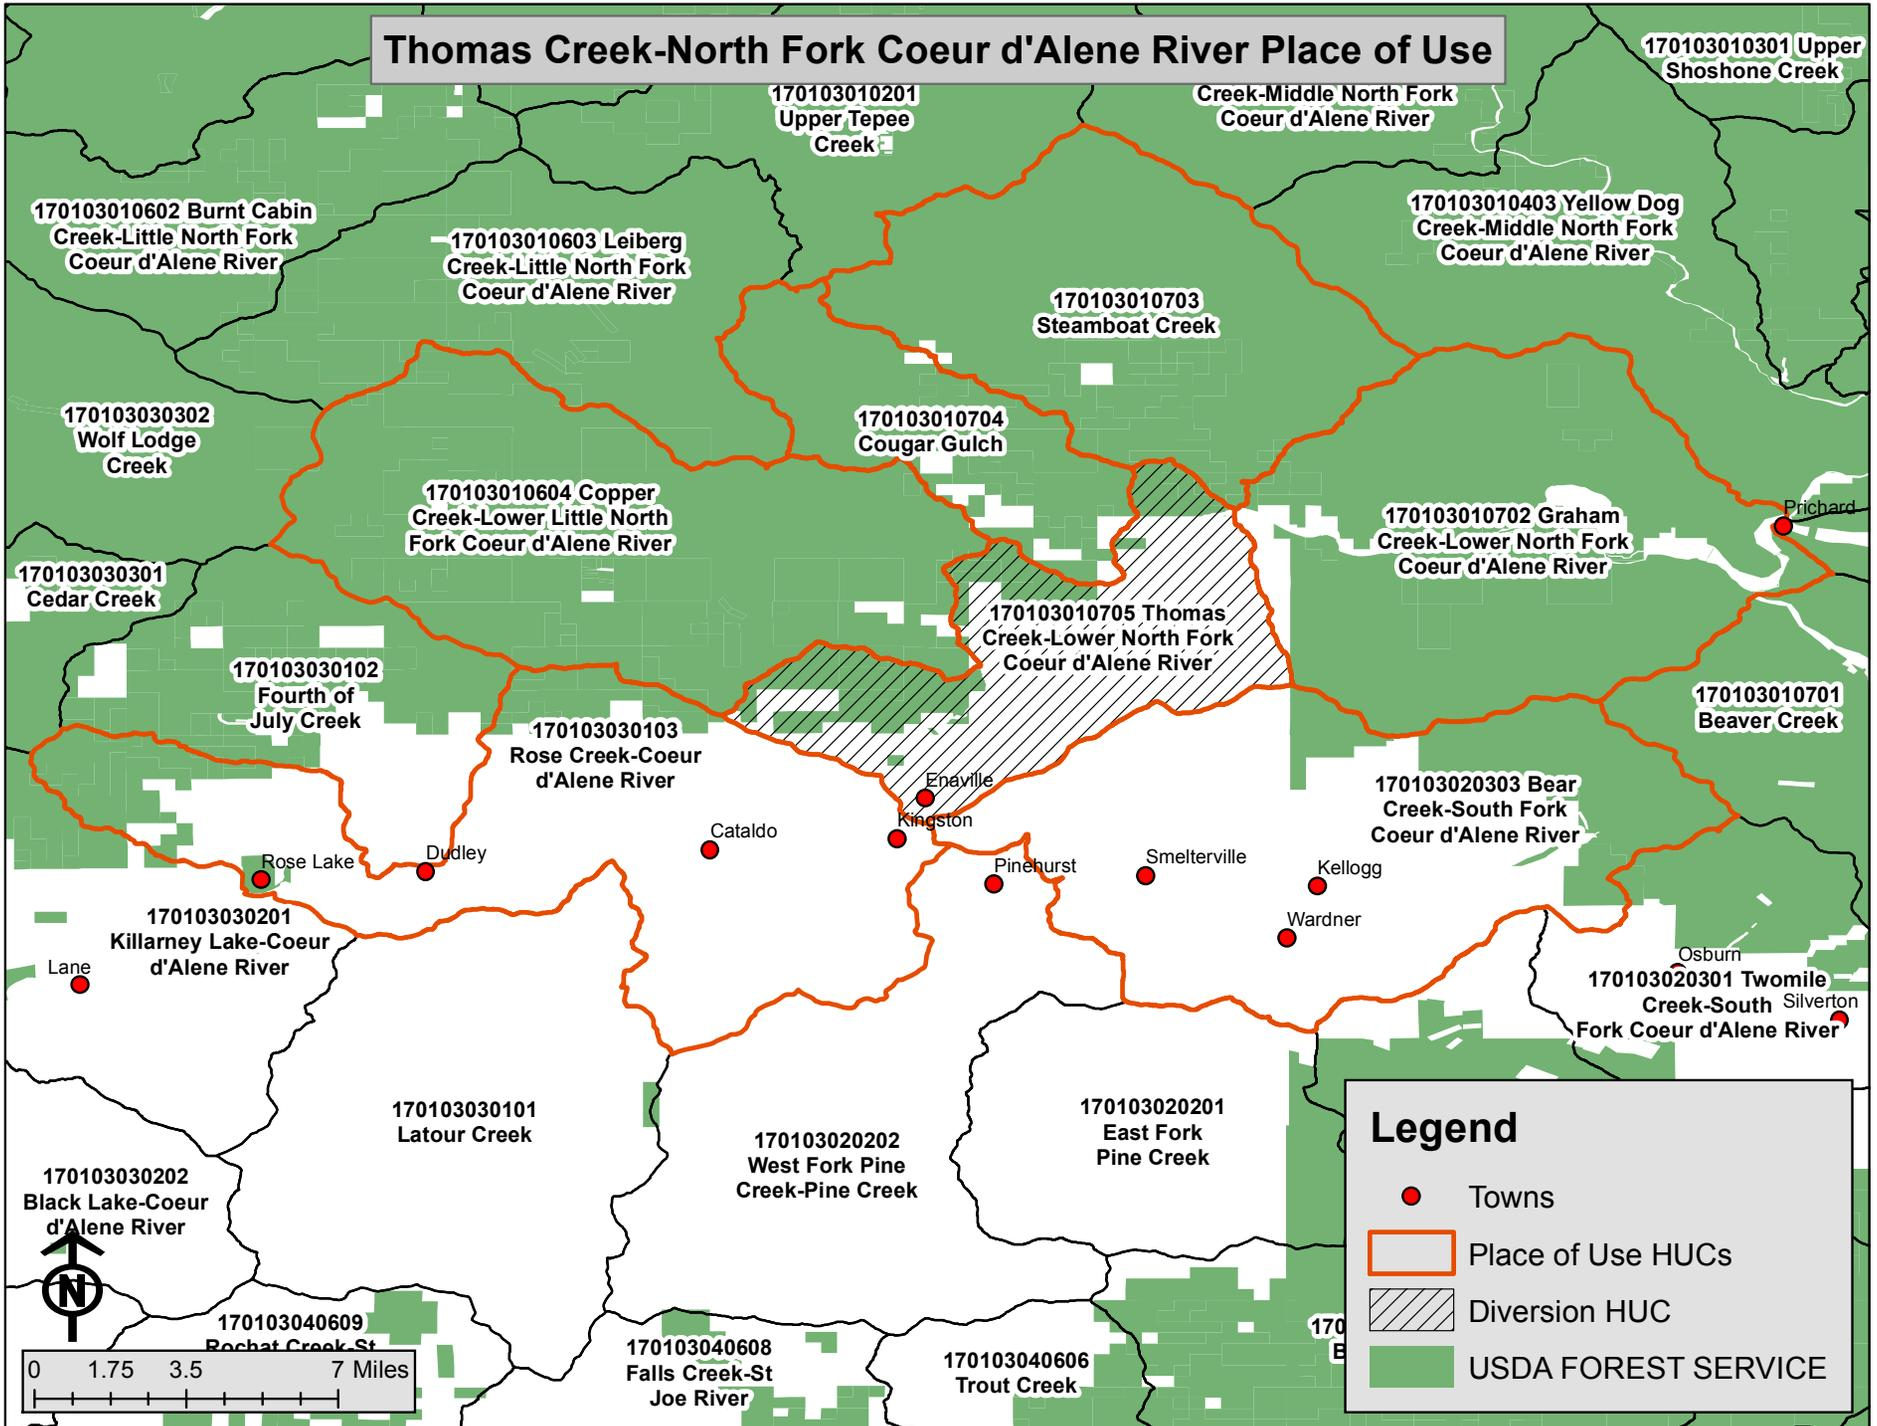 Thomas Creek-North Fork Coeur d'Alene River Place of Use
170103010301 Upper
Shoshone Creek
170103010201
Upper Tepee
Creek
Creek-Middle North Fork
Coeur d'Alene River
170103010602 Burnt Cabin
Creek-Little North Fork
Coeur d'Alene River
170103010603 Leiberg
Creek-Little North Fork
Coeur d'Alene River
170103010403 Yellow Dog
Creek-Middle North Fork
Coeur d'Alene River
170103010703
Steamboat Creek
170103030302
Wolf Lodge
Creek
170103010704
Cougar Gulch
170103010604 Copper
Creek-Lower Little North
Fork Coeur d'Alene River
170103010702 Graham
Creek-Lower North Fork
Coeur d'Alene River
Prichard
170103030301
Cedar Creek
170103010705 Thomas
Creek-Lower North Fork
Coeur d'Alene River
170103030102
Fourth of
July Creek
170103010701
Beaver Creek
170103030103
Rose Creek-Coeur
d'Alene River
170103020303 Bear
Creek-South Fork
Coeur d'Alene River
Enaville
Kingston
Cataldo
Dudley
Rose Lake
Pinehurst
Smelterville
Kellogg
Wardner
170103030201
Killarney Lake-Coeur
d'Alene River
Lane
Osburn
170103020301 Twomile
Creek-South
Fork Coeur d'Alene River
Silverton
170103030101
Latour Creek
170103020202
West Fork Pine
Creek-Pine Creek
170103020201
East Fork
Pine Creek
170103030202
Black Lake-Coeur
d'Alene River
N
170103040609
Rochat Creek-St
170103040608
Falls Creek-St
Joe River
170103040606
Trout Creek
170
B
0 1.75 3.5 7 Miles
Legend
Towns
Place of Use HUCs
Diversion HUC
USDA FOREST SERVICE